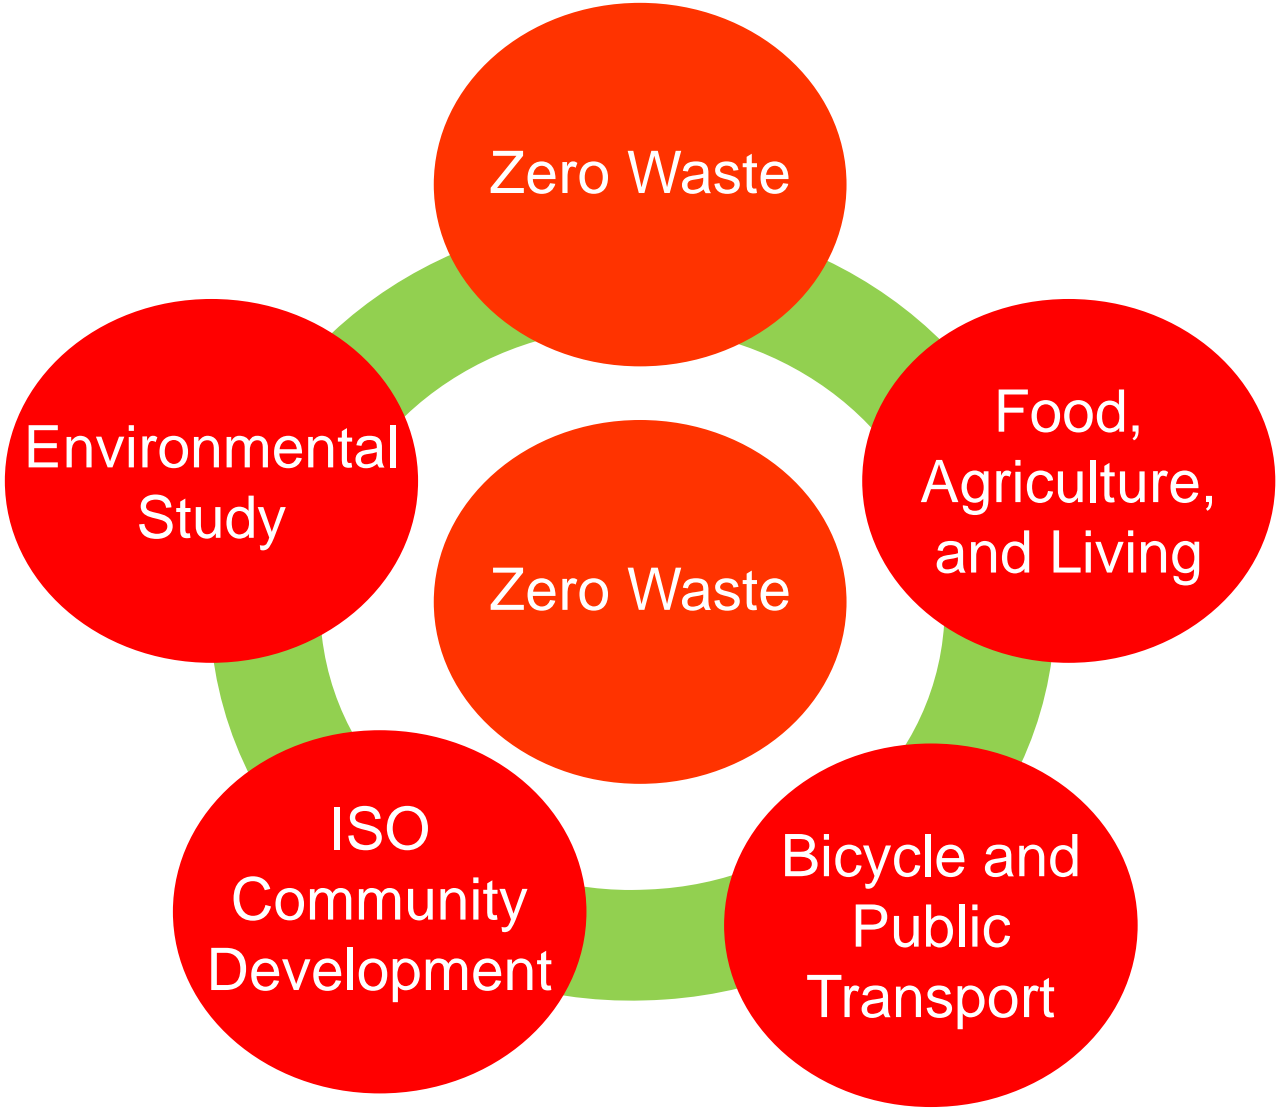 Zero Waste
Food,
Agriculture,
and Living
Environmental
Study
Zero Waste
ISO
Community
Development
Bicycle and
Public
Transport